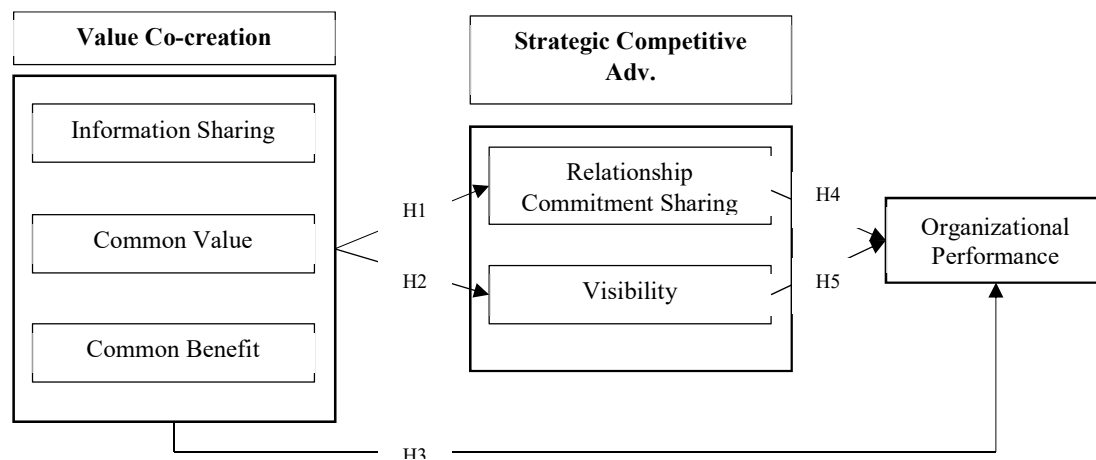 Value Co-creation
Information Sharing
Common Value
Common Benefit
Strategic Competitive
Adv.
H1
H2
Relationship
Commitment Sharing
Visibility
H4
H5
Organizational
Performance
H3